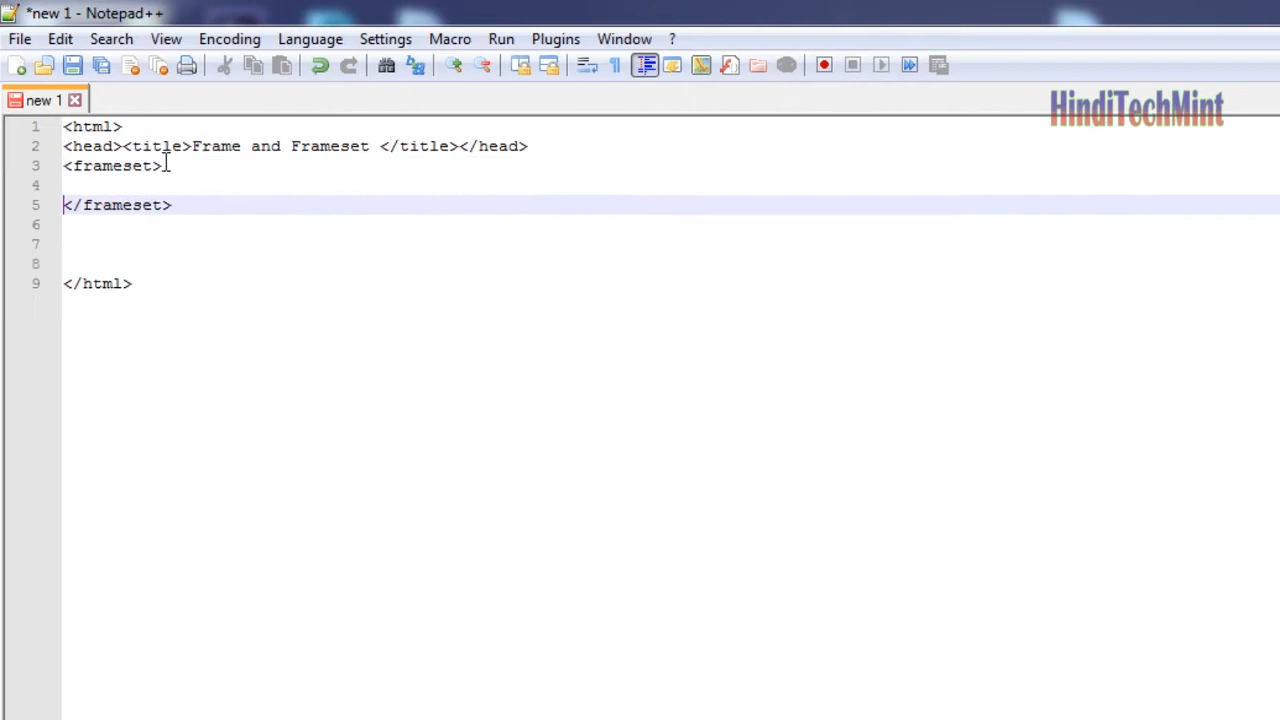 *new 1 - Notepad++
File Edit Search View Encoding Language Settings Macro Run Plugins Window ?
new 1
HindiTechMint
1 <html>
2 <head><title>Frame and Frameset </title></head>
3 <frameset>
4
5 </frameset>
6
7
8
9 </html>